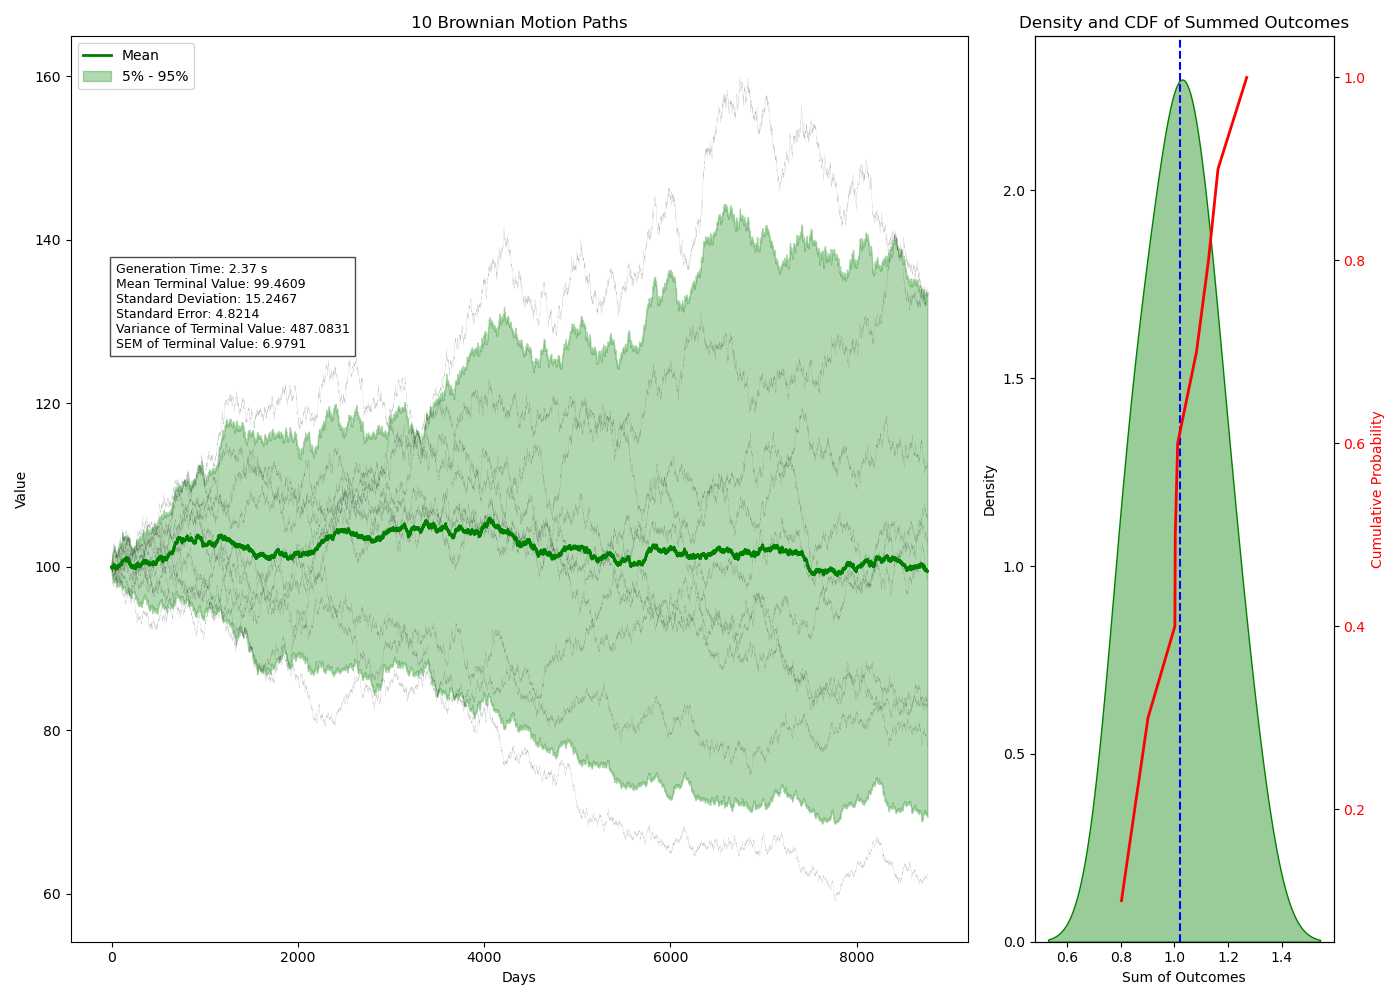 10 Brownian Motion Paths
Mean
5% - 95%
Generation Time: 2.37 s
Mean Terminal Value: 99.4609
Standard Deviation: 15.2467
Standard Error: 4.8214
Variance of Terminal Value: 487.0831
SEM of Terminal Value: 6.9791
160
140
120
100
80
60
Value
0
2000
4000
6000
8000
Days
Density and CDF of Summed Outcomes
2.0
1.5
1.0
0.5
0.0
Density
0.6
0.8
1.0
1.2
1.4
Sum of Outcomes
1.0
0.8
0.6
0.4
0.2
Cumulative Probability